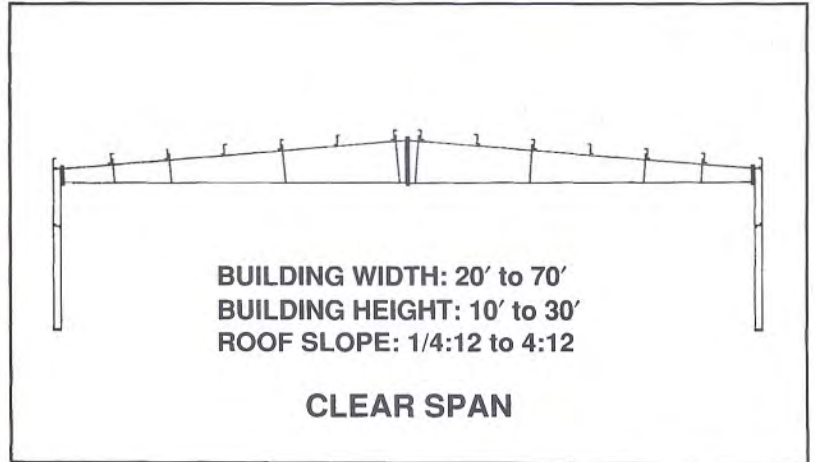 BUILDING WIDTH: 20′ to 70′
BUILDING HEIGHT: 10′ to 30′
ROOF SLOPE: 1/4:12 to 4:12
CLEAR SPAN